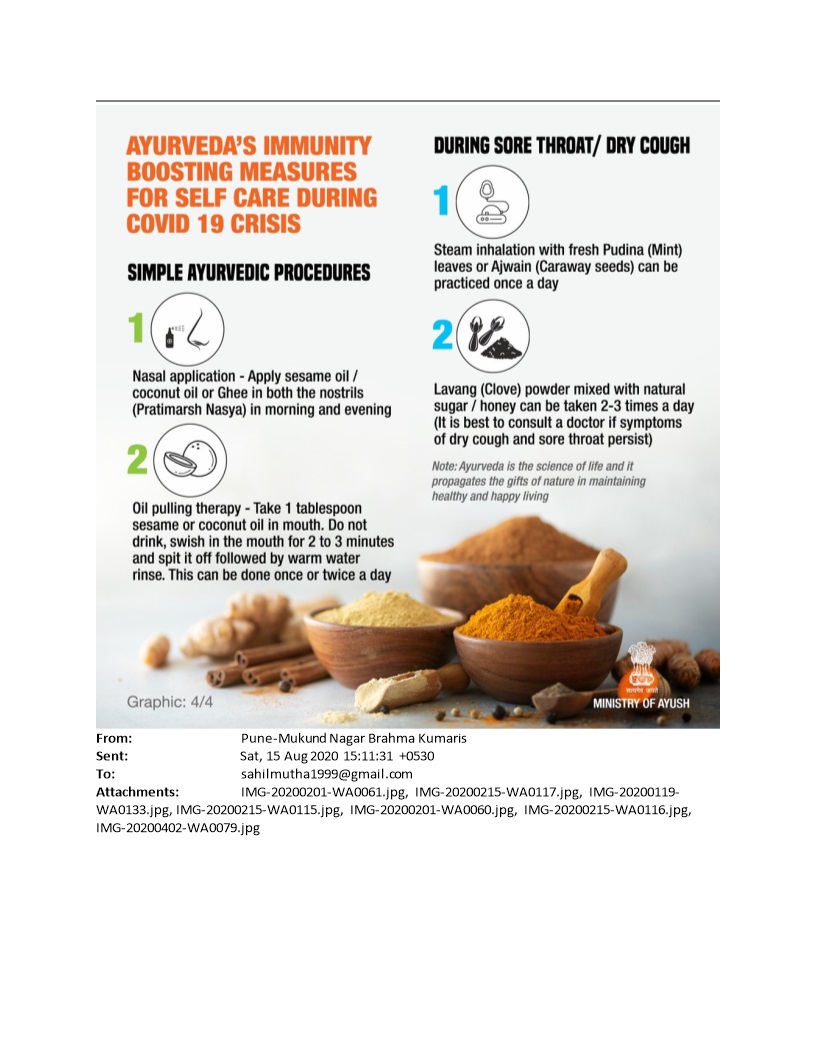 AYURVEDA'S IMMUNITY
BOOSTING MEASURES
FOR SELF CARE DURING
COVID 19 CRISIS
SIMPLE AYURVEDIC PROCEDURES
1
Nasal application - Apply sesame oil /
coconut oil or Ghee in both the nostrils
(Pratimarsh Nasya) in morning and evening
2
Oil pulling therapy - Take 1 tablespoon
sesame or coconut oil in mouth. Do not
drink, swish in the mouth for 2 to 3 minutes
and spit it off followed by warm water
rinse. This can be done once or twice a day
DURING SORE THROAT/ DRY COUGH
1
Steam inhalation with fresh Pudina (Mint)
leaves or Ajwain (Caraway seeds) can be
practiced once a day
2
Lavang (Clove) powder mixed with natural
sugar / honey can be taken 2-3 times a day
(It is best to consult a doctor if symptoms
of dry cough and sore throat persist)
Note: Ayurveda is the science of life and it
propagates the gifts of nature in maintaining
healthy and happy living
Graphic: 4/4
सत्यमेव जयते
MINISTRY OF AYUSH
From: Pune-Mukund Nagar Brahma Kumaris
Sent: Sat, 15 Aug 2020 15:11:31 +0530
To: sahilmutha1999@gmail.com
Attachments: IMG-20200201-WA0061.jpg, IMG-20200215-WA0117.jpg, IMG-20200119-
WA0133.jpg, IMG-20200215-WA0115.jpg, IMG-20200201-WA0060.jpg, IMG-20200215-WA0116.jpg,
IMG-20200402-WA0079.jpg